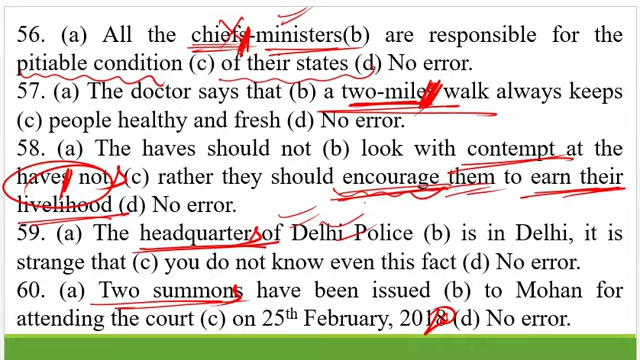 56. (a) All the chiefs-ministers(b) are responsible for the
pitiable condition (c) of their states (d) No error.
57. (a) The doctor says that (b) a two-miles walk always keeps
(c) people healthy and fresh (d) No error.
58. (a) The haves should not (b) look with contempt at the
haves nots (c) rather they should encourage them to earn their
livelihood (d) No error.
59. (a) The headquarters of Delhi Police (b) is in Delhi, it is
strange that (c) you do not know even this fact (d) No error.
60. (a) Two summons have been issued (b) to Mohan for
attending the court (c) on 25th February, 2018 (d) No error.